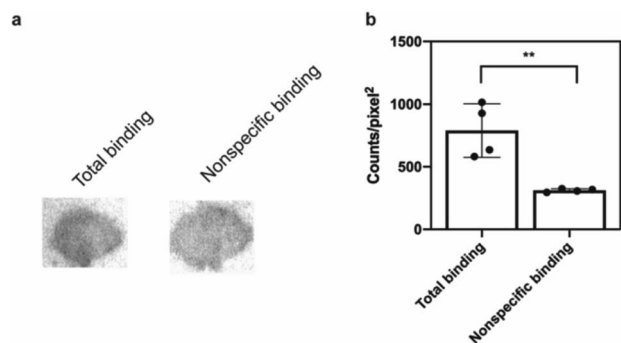 a
Total binding
Nonspecific binding
b
**
Counts/pixel²
1500
1000
500
0
Total binding
Nonspecific binding